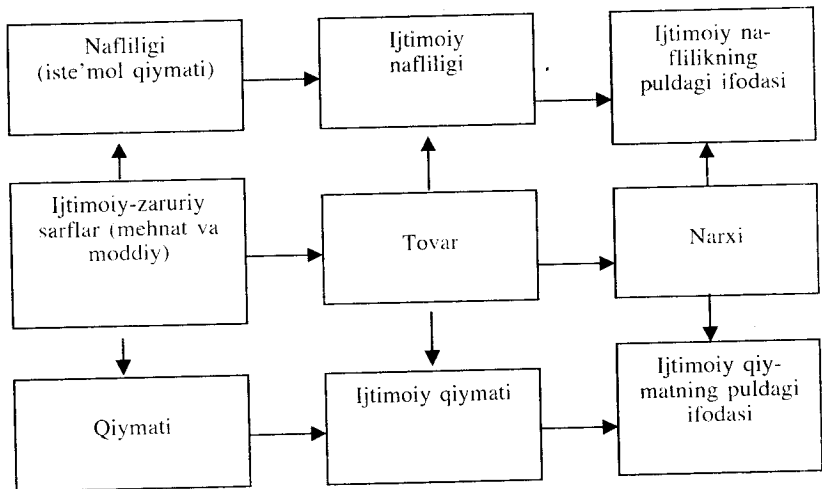 Nafliligi
(iste’mol qiymati)
Ijtimoiy
nafliligi
Ijtimoiy na-
flilikning
puldagi ifodasi
Ijtimoiy-zaruriy
sarflar (mehnat va
moddiy)
Tovar
Narxi
Qiymati
Ijtimoiy qiymati
Ijtimoiy qiy-
matning puldagi
ifodasi